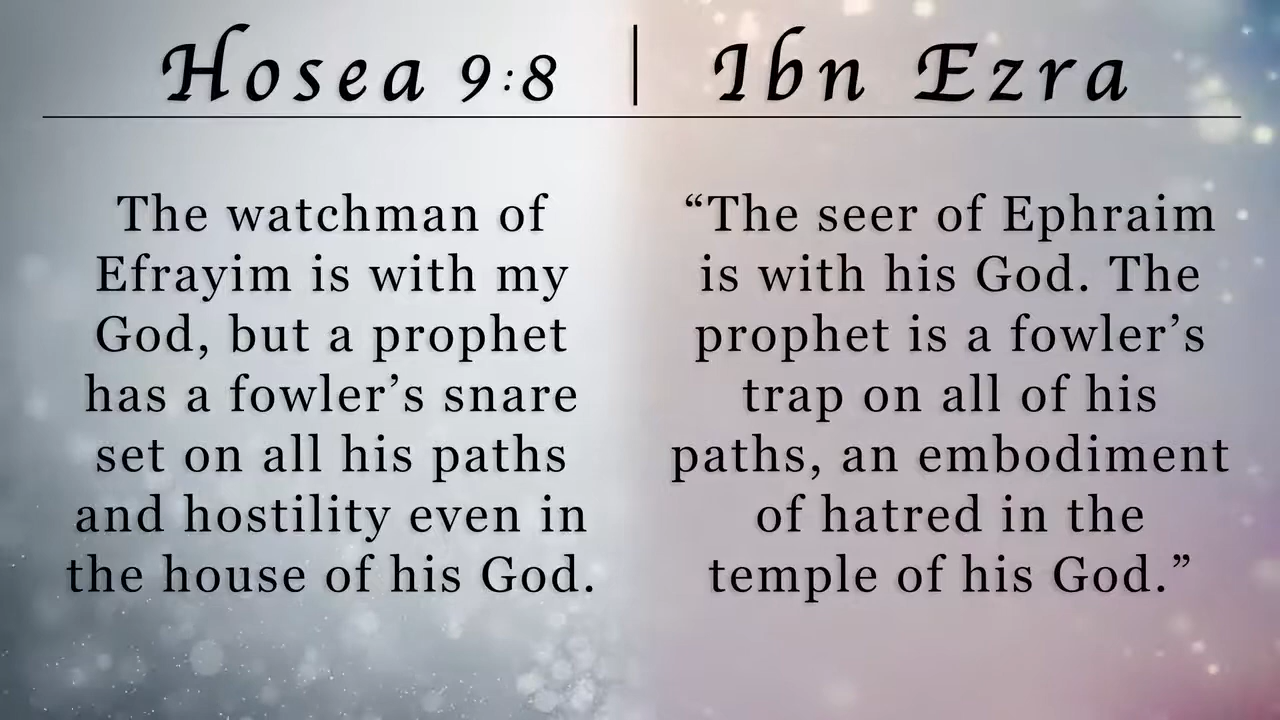 Hosea 9:8 | Ibn Ezra
The watchman of
Efrayim is with my
God, but a prophet
has a fowler’s snare
set on all his paths
and hostility even in
the house of his God.
“The seer of Ephraim
is with his God. The
prophet is a fowler’s
trap on all of his
paths, an embodiment
of hatred in the
temple of his God.”